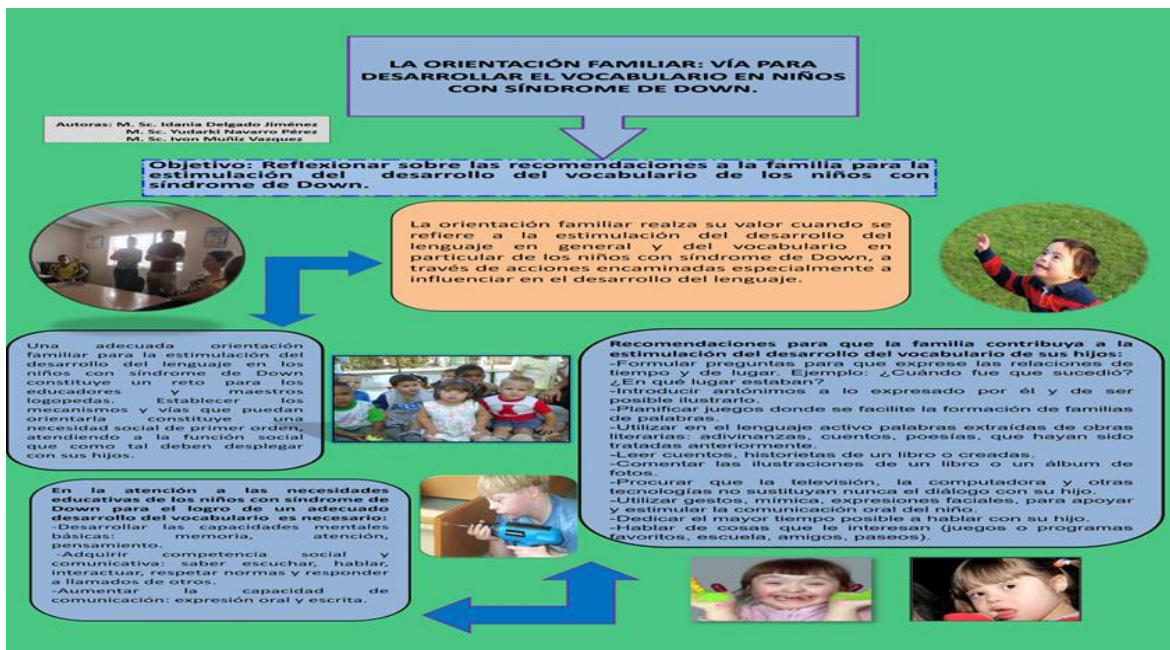 LA ORIENTACIÓN FAMILIAR: VÍA PARA
DESARROLLAR EL VOCABULARIO EN NIÑOS
CON SÍNDROME DE DOWN.
Autoras: M. Sc. Idania Delgado Jiménez
M. Sc. Yudarki Navarro Pérez
M. Sc. Ivon Muñiz Vazquez
Objetivo: Reflexionar sobre las recomendaciones a la familia para la
estimulación del desarrollo del vocabulario de los niños con
síndrome de Down.
La orientación familiar realza su valor cuando se
refiere a la estimulación del desarrollo del
lenguaje en general y del vocabulario en
particular de los niños con síndrome de Down, a
través de acciones encaminadas especialmente a
influenciar en el desarrollo del lenguaje.
Una adecuada orientación
familiar para la estimulación del
desarrollo del lenguaje en los
niños con síndrome de Down
constituye un reto para los
educadores y maestros
logopedas. Establecer los
mecanismos y vías que puedan
orientarla constituye una
necesidad social de primer orden,
atendiendo a la función social
que como tal deben desplegar
con sus hijos.
Recomendaciones para que la familia contribuya a la
estimulación del desarrollo del vocabulario de sus hijos:
-Formular preguntas para que exprese las relaciones de
tiempo y de lugar. Ejemplo: ¿Cuándo fue que sucedió?
¿En qué lugar estaban?
-Introducir antónimos a lo expresado por él y de ser
posible ilustrarlo.
-Planificar juegos donde se facilite la formación de familias
de palabras.
-Utilizar en el lenguaje activo palabras extraídas de obras
literarias: adivinanzas, cuentos, poesías, que hayan sido
tratadas anteriormente.
-Leer cuentos, historietas de un libro o creadas.
-Comentar las ilustraciones de un libro o un álbum de
fotos.
-Procurar que la televisión, la computadora y otras
tecnologías no sustituyan nunca el diálogo con su hijo.
-Utilizar gestos, mímica, expresiones faciales, para apoyar
y estimular la comunicación oral del niño.
-Dedicar el mayor tiempo posible a hablar con su hijo.
-Hablar de cosas que le interesan (juegos o programas
favoritos, escuela, amigos, paseos).
En la atención a las necesidades
educativas de los niños con síndrome de
Down para el logro de un adecuado
desarrollo del vocabulario es necesario:
-Desarrollar las capacidades mentales
básicas: memoria, atención,
pensamiento.
-Adquirir competencia social y
comunicativa: saber escuchar, hablar,
interactuar, respetar normas y responder
a llamados de otros.
-Aumentar la capacidad de
comunicación: expresión oral y escrita.